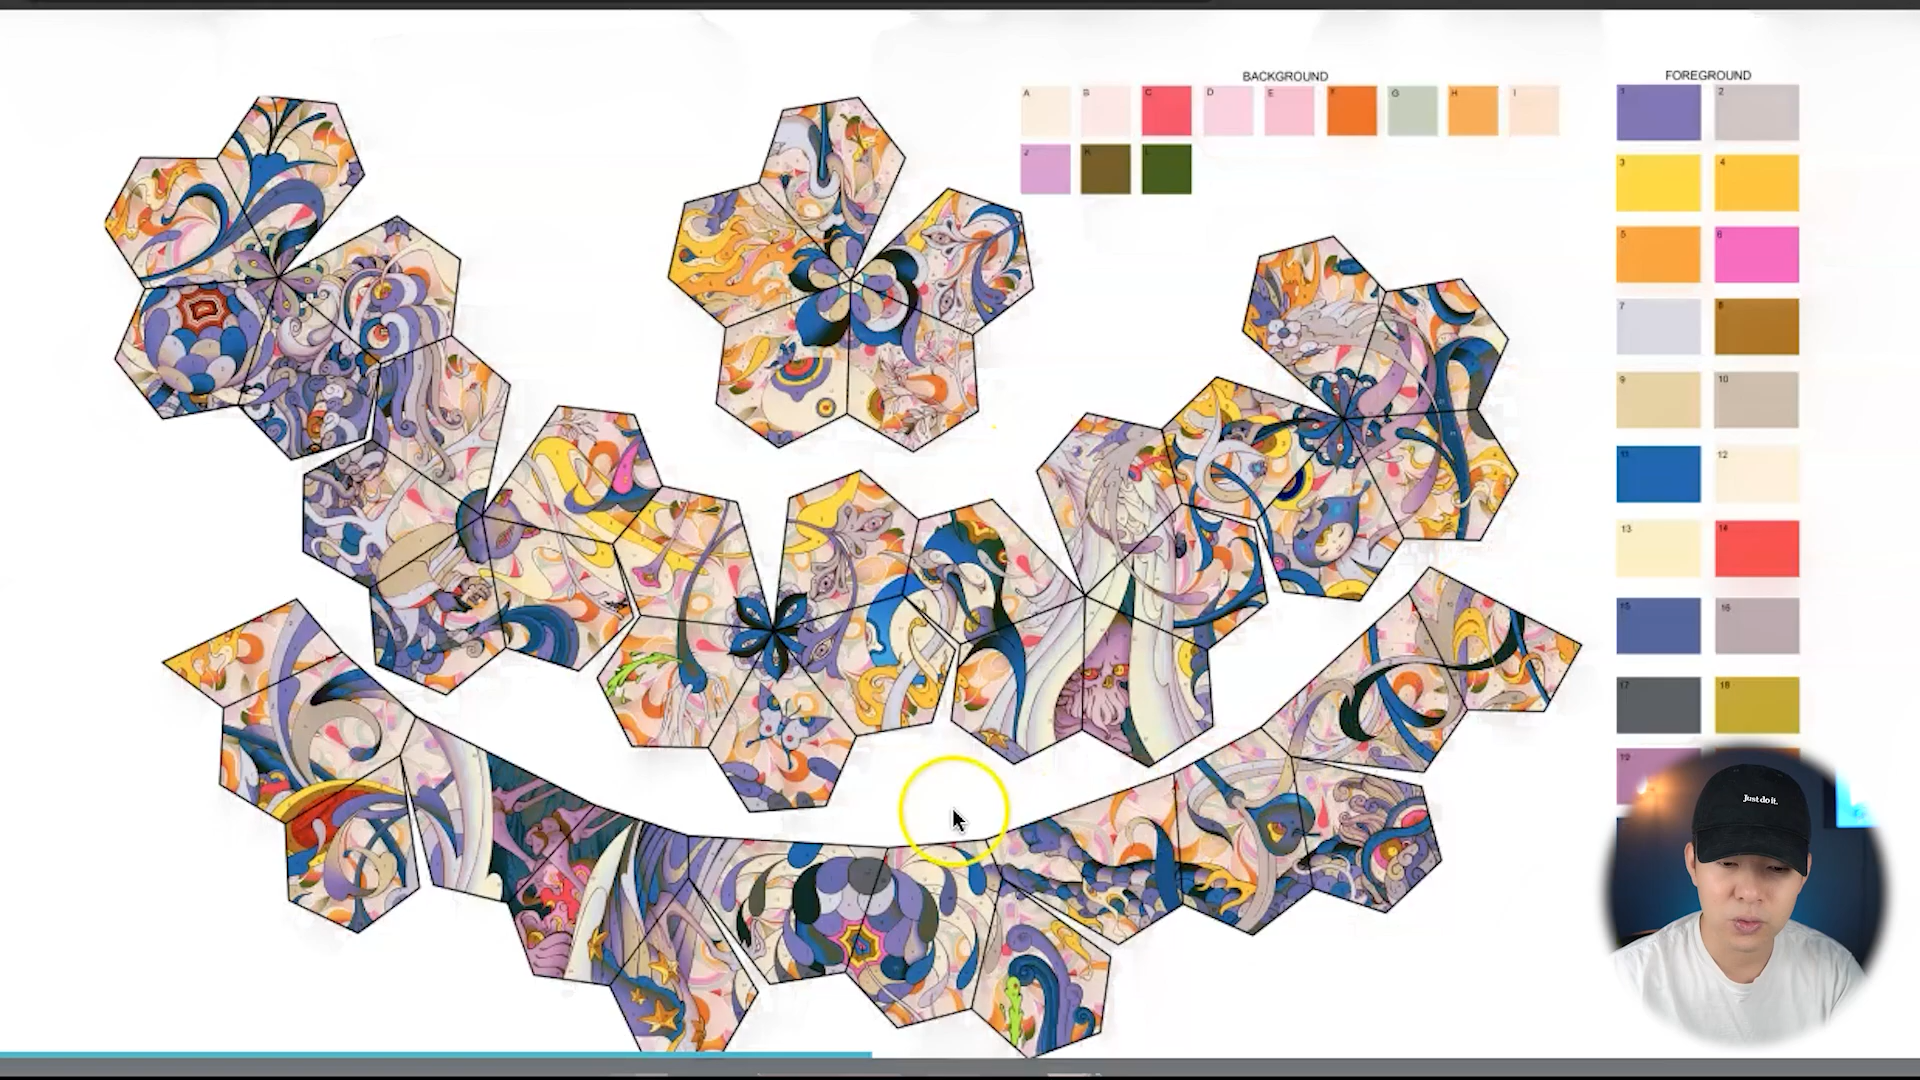 BACKGROUND
A B C D E F G H I
J K L
FOREGROUND
1 2
3 4
5 6
7 8
9 10
11 12
13 14
15 16
17 18
19
Just do it.